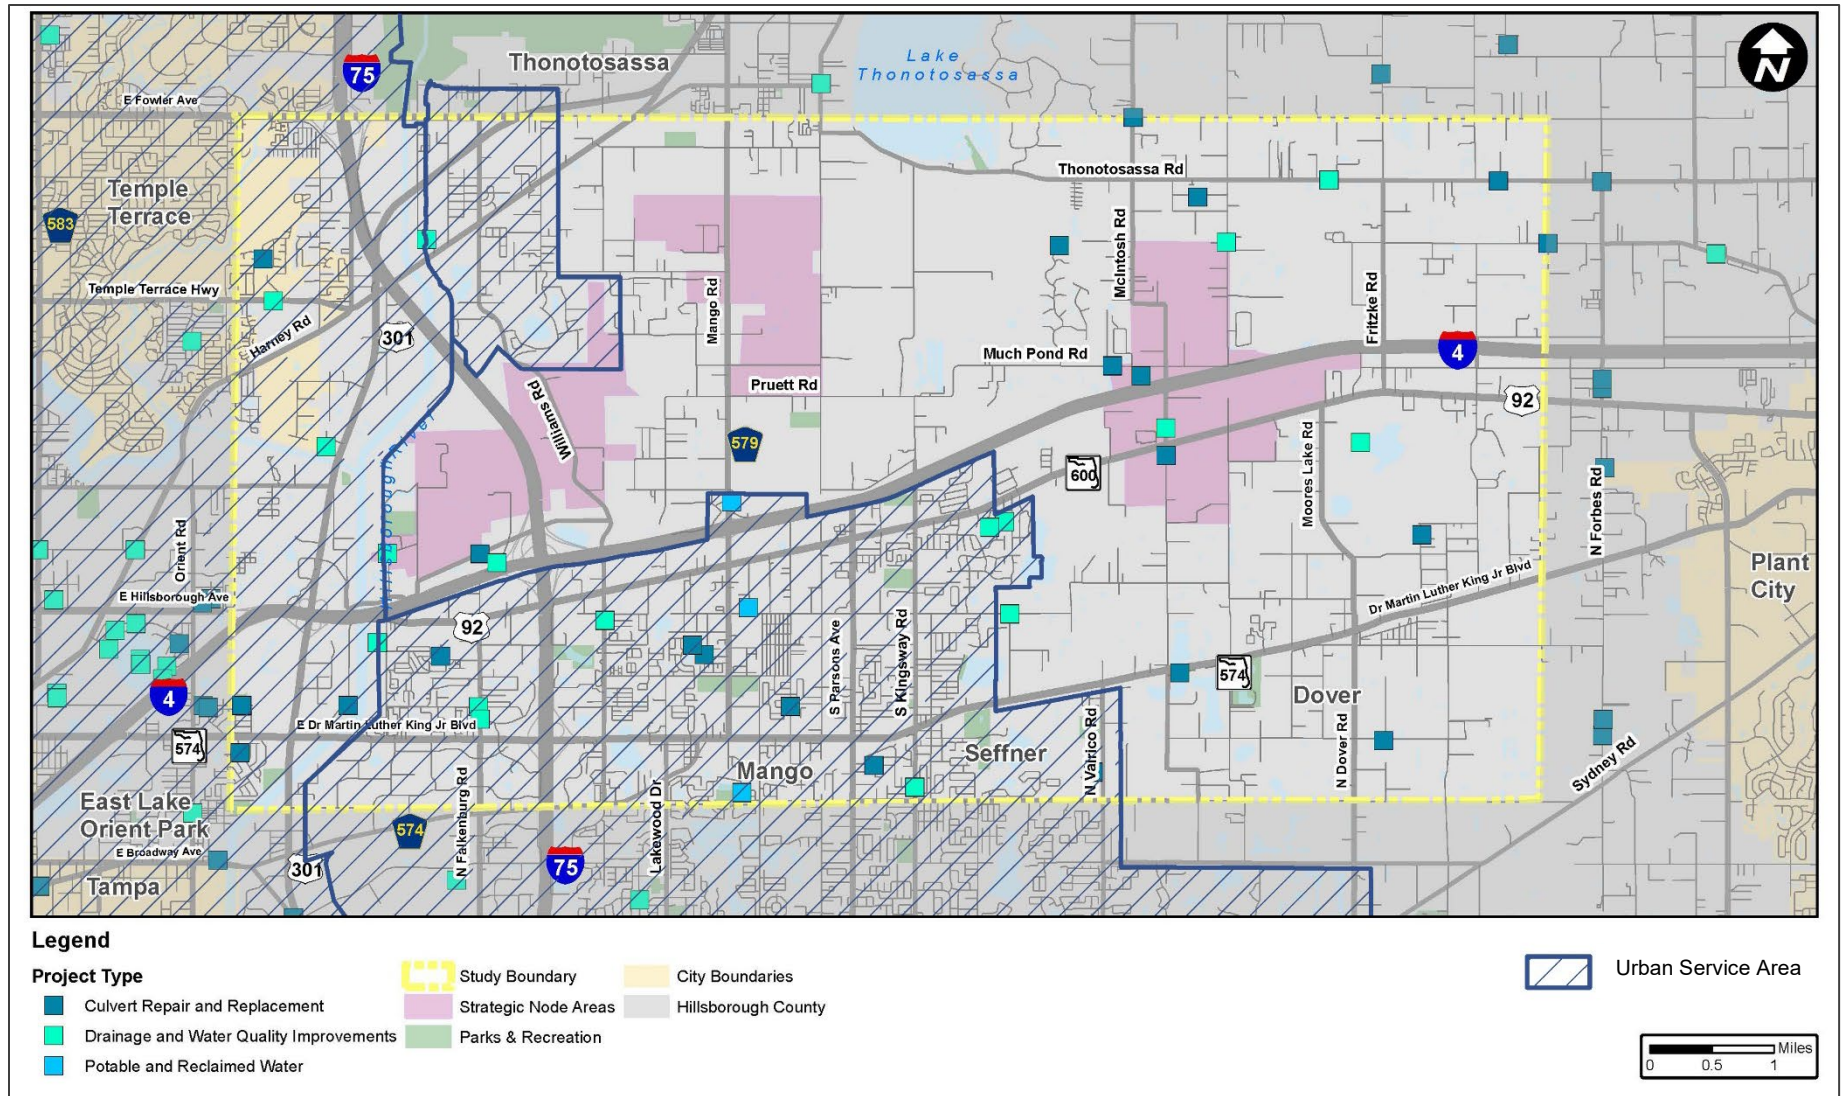 75
Thonotosassa
Lake
Thonotosassa
N
E Fowler Ave
Thonotosassa Rd
Temple
Terrace
583
McIntosh Rd
Temple Terrace Hwy
Mango Rd
Fritzke Rd
Harney Rd
301
Much Pond Rd
4
Pruett Rd
Williams Rd
92
579
Hillsborough River
600
Moores Lake Rd
N Forbes Rd
Orient Rd
Plant
City
E Hillsborough Ave
Dr Martin Luther King Jr Blvd
92
S Parsons Ave
S Kingsway Rd
574
4
Dover
E Dr Martin Luther King Jr Blvd
574
Seffner
N Valrico Rd
N Dover Rd
Sydney Rd
Mango
N Falkenburg Rd
Lakewood Dr
East Lake
Orient Park
574
E Broadway Ave
301
75
Tampa
Legend
Project Type
Culvert Repair and Replacement
Drainage and Water Quality Improvements
Potable and Reclaimed Water
Study Boundary
Strategic Node Areas
Parks & Recreation
City Boundaries
Hillsborough County
Urban Service Area
Miles
0 0.5 1